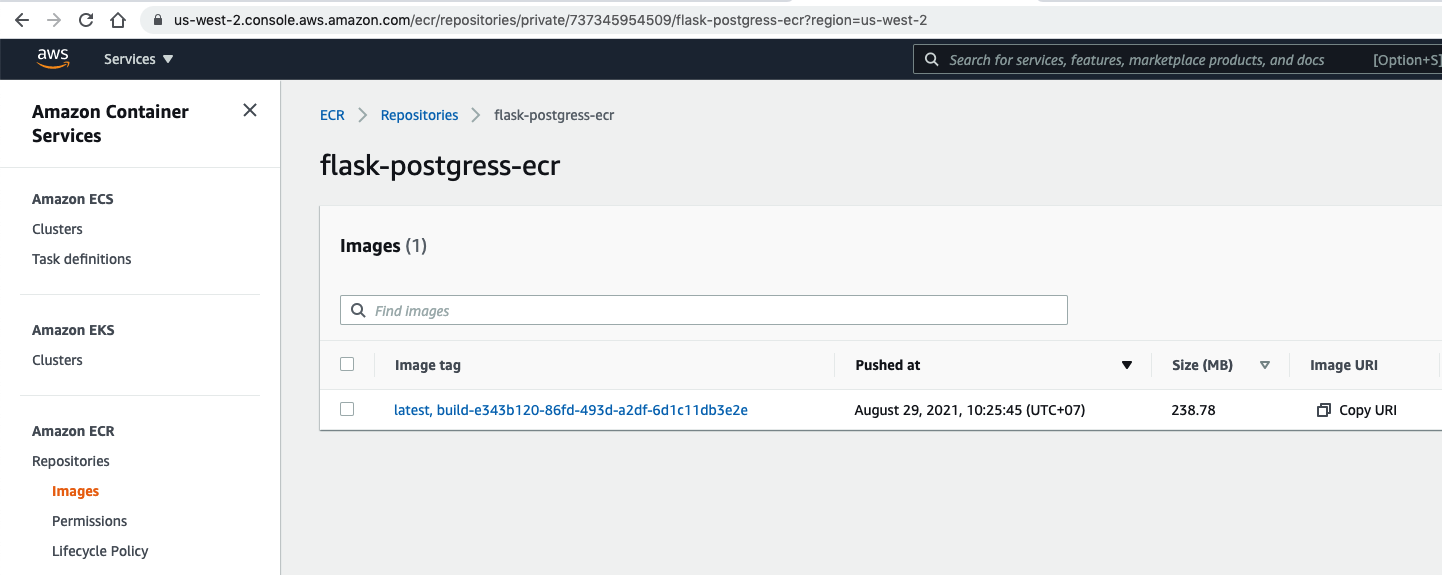 us-west-2.console.aws.amazon.com/ecr/repositories/private/737345954509/flask-postgress-ecr?region=us-west-2
aws
Services
Search for services, features, marketplace products, and docs
[Option+S]
Amazon Container
Services
Amazon ECS
Clusters
Task definitions
Amazon EKS
Clusters
Amazon ECR
Repositories
Images
Permissions
Lifecycle Policy
ECR
Repositories
flask-postgress-ecr
flask-postgress-ecr
Images (1)
Find images
Image tag
Pushed at
Size (MB)
Image URI
latest, build-e343b120-86fd-493d-a2df-6d1c11db3e2e
August 29, 2021, 10:25:45 (UTC+07)
238.78
Copy URI